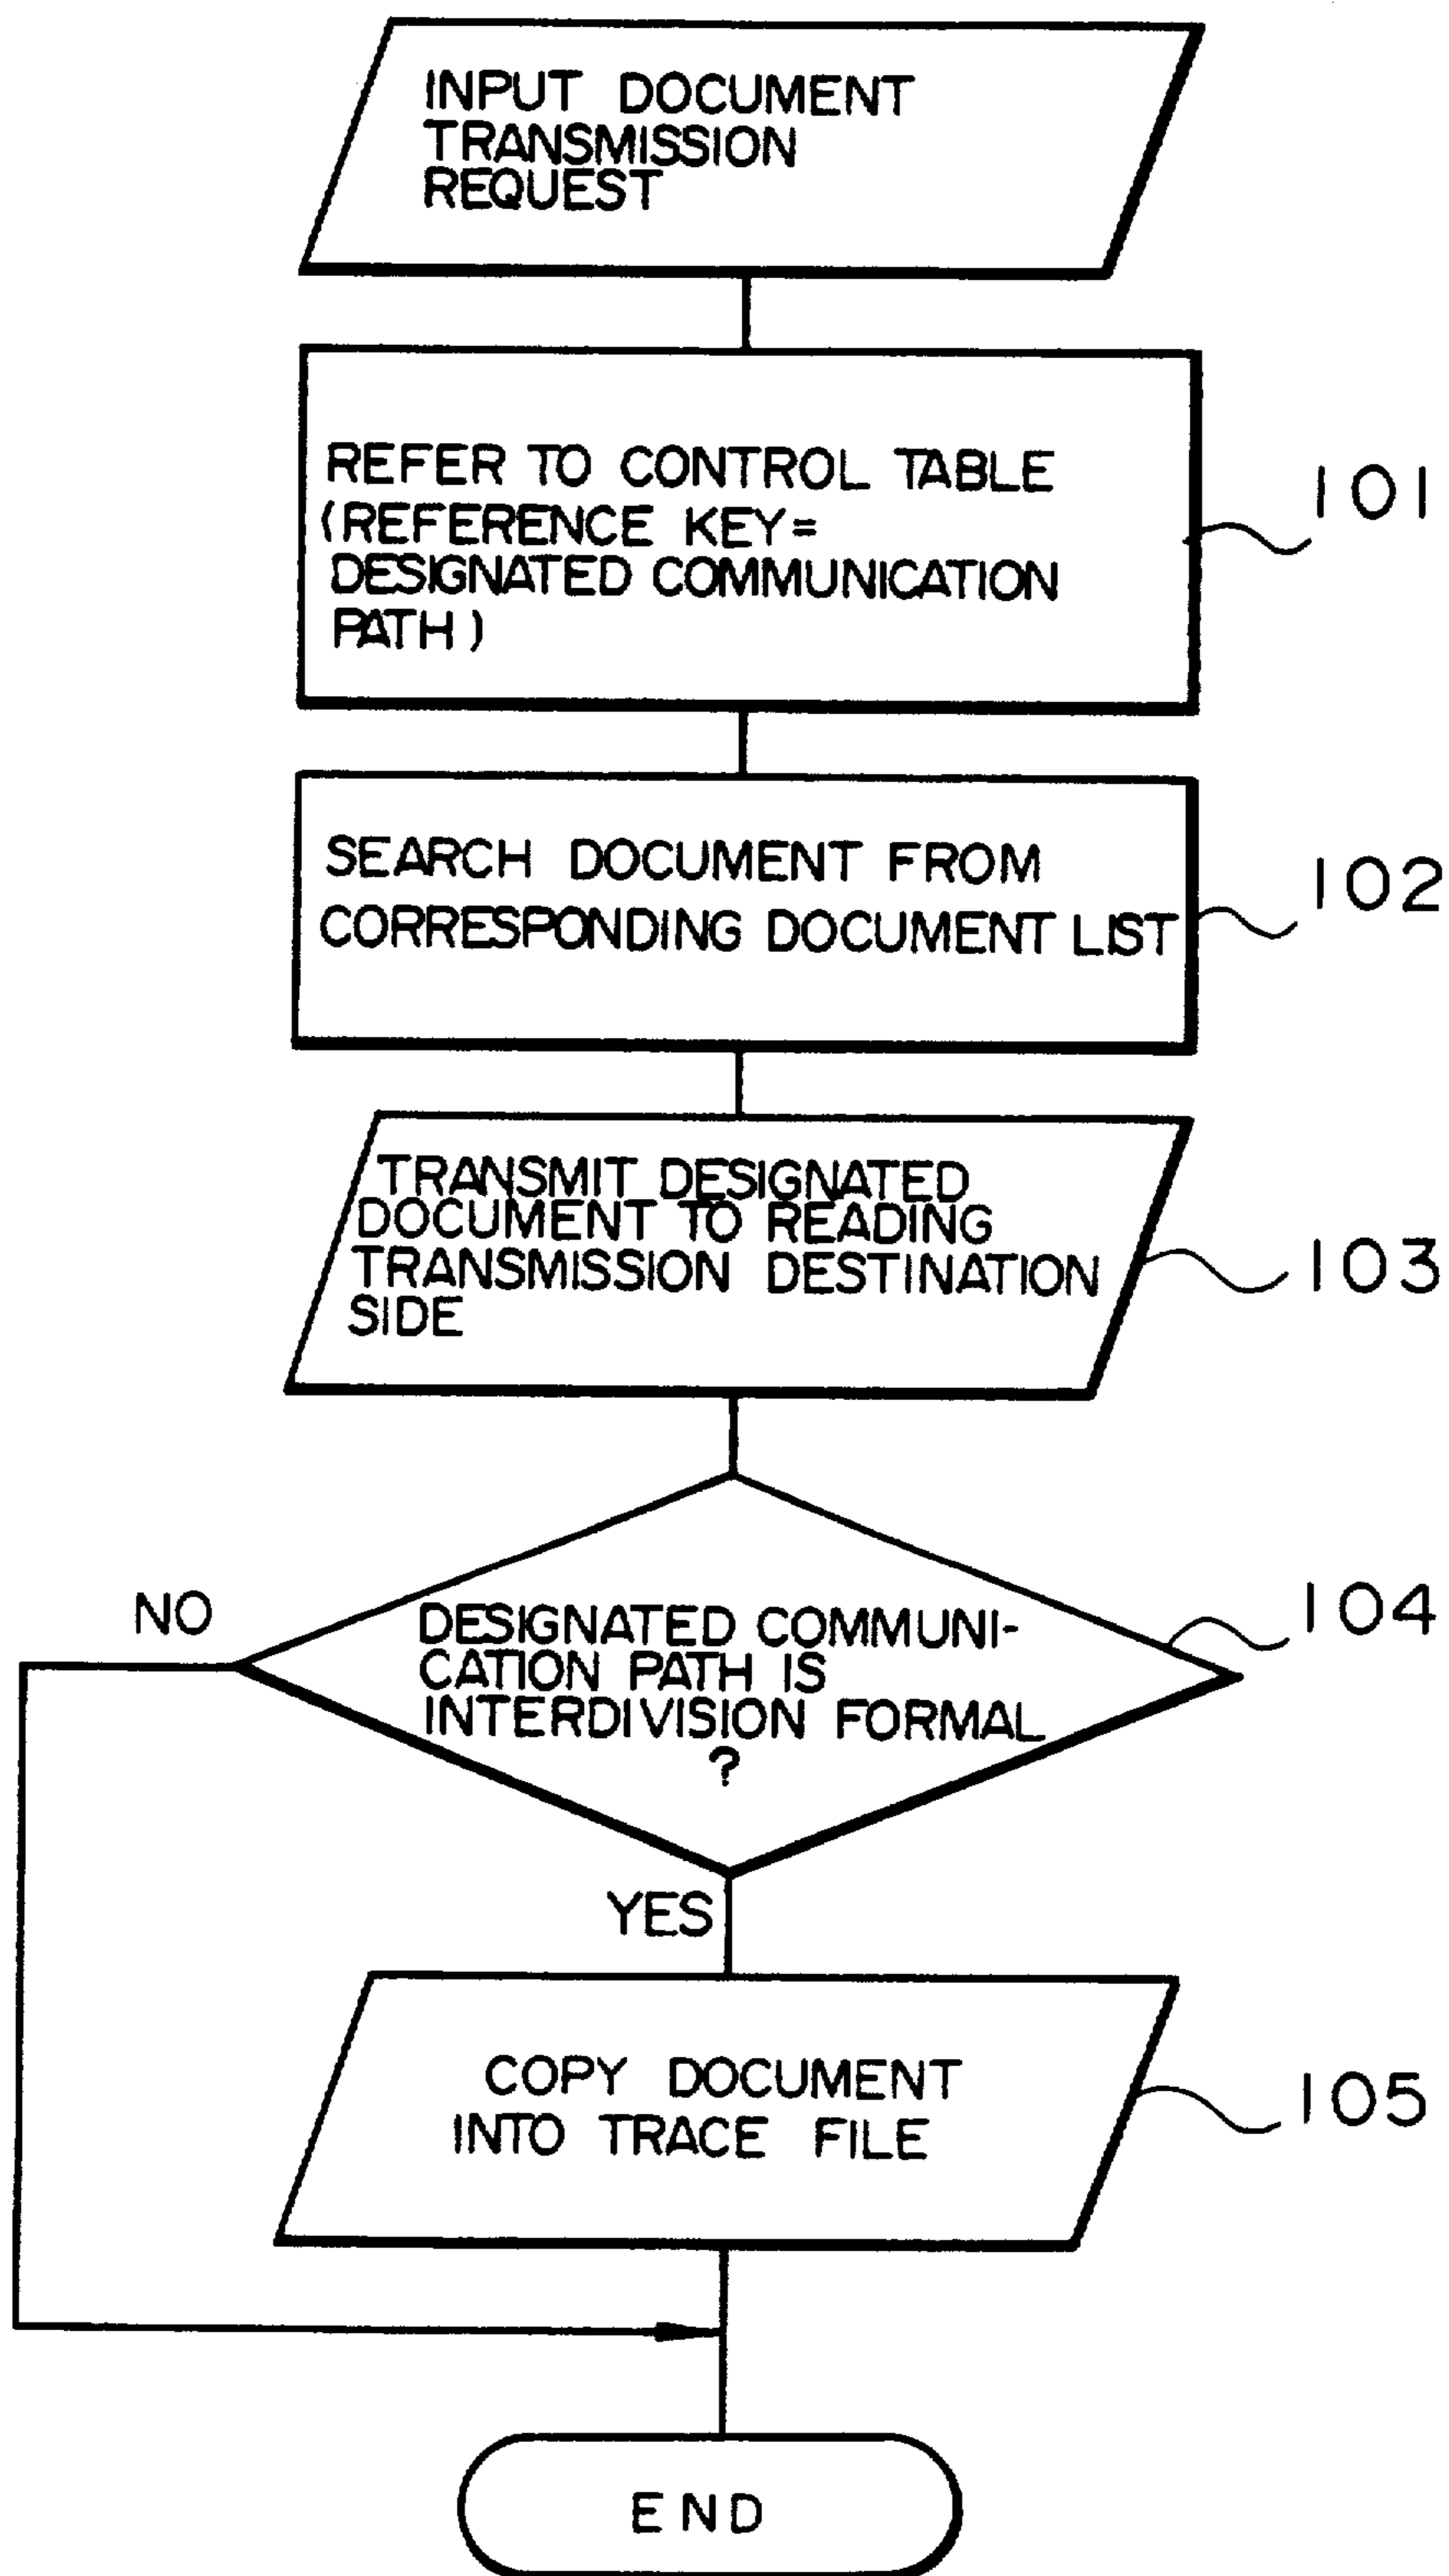 INPUT DOCUMENT
TRANSMISSION
REQUEST
REFER TO CONTROL TABLE
(REFERENCE KEY=
DESIGNATED COMMUNICATION
PATH)
101
SEARCH DOCUMENT FROM
CORRESPONDING DOCUMENT LIST
102
TRANSMIT DESIGNATED
DOCUMENT TO READING
TRANSMISSION DESTINATION
SIDE
103
NO
DESIGNATED COMMUNI-
CATION PATH IS
INTERDIVISION FORMAL
?
104
YES
COPY DOCUMENT
INTO TRACE FILE
105
END